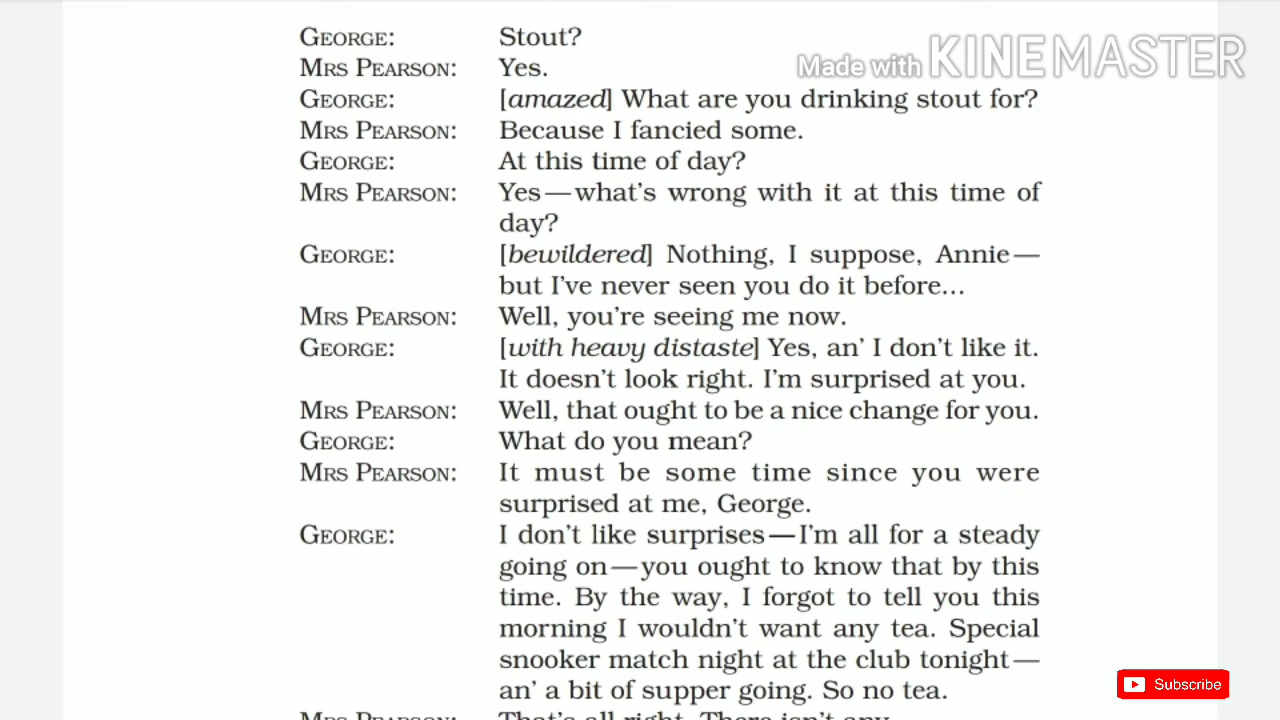 GEORGE: Stout?
Made with KINEMASTER
MRS PEARSON: Yes.
GEORGE: [amazed] What are you drinking stout for?
MRS PEARSON: Because I fancied some.
GEORGE: At this time of day?
MRS PEARSON: Yes—what's wrong with it at this time of
day?
GEORGE: [bewildered] Nothing, I suppose, Annie—
but I've never seen you do it before...
MRS PEARSON: Well, you're seeing me now.
GEORGE: [with heavy distaste] Yes, an' I don't like it.
It doesn't look right. I'm surprised at you.
MRS PEARSON: Well, that ought to be a nice change for you.
GEORGE: What do you mean?
MRS PEARSON: It must be some time since you were
surprised at me, George.
GEORGE: I don't like surprises—I'm all for a steady
going on—you ought to know that by this
time. By the way, I forgot to tell you this
morning I wouldn't want any tea. Special
snooker match night at the club tonight—
an' a bit of supper going. So no tea.
Subscribe
MRS PEARSON: That's all right. There isn't any